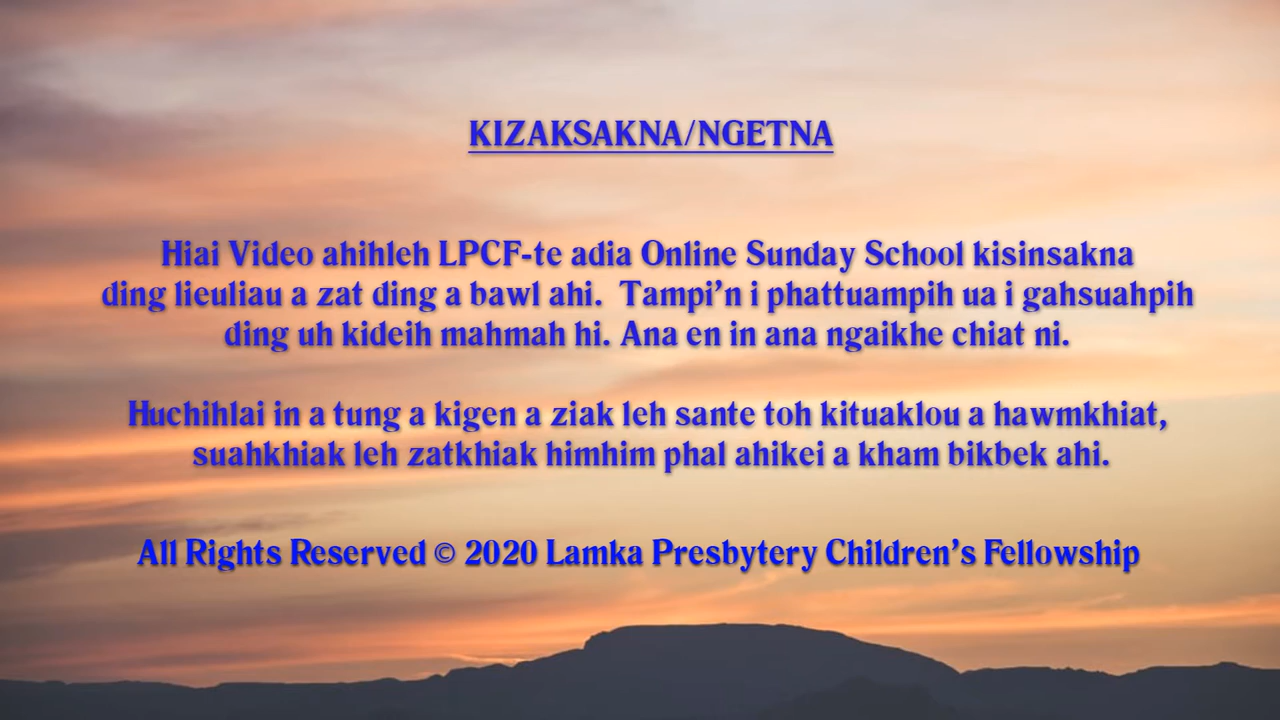 KIZAKSAKNA/NGETNA
Hiai Video ahihleh LPCF-te adia Online Sunday School kisinsakna
ding lieuliau a zat ding a bawl ahi.  Tampi’n i phattuampih ua i gahsuahpih
ding uh kideih mahmah hi. Ana en in ana ngaikhe chiat ni.
Huchihlai in a tung a kigen a ziak leh sante toh kituaklou a hawmkhiat,
suahkhiak leh zatkhiak himhim phal ahikei a kham bikbek ahi.
All Rights Reserved © 2020 Lamka Presbytery Children’s Fellowship